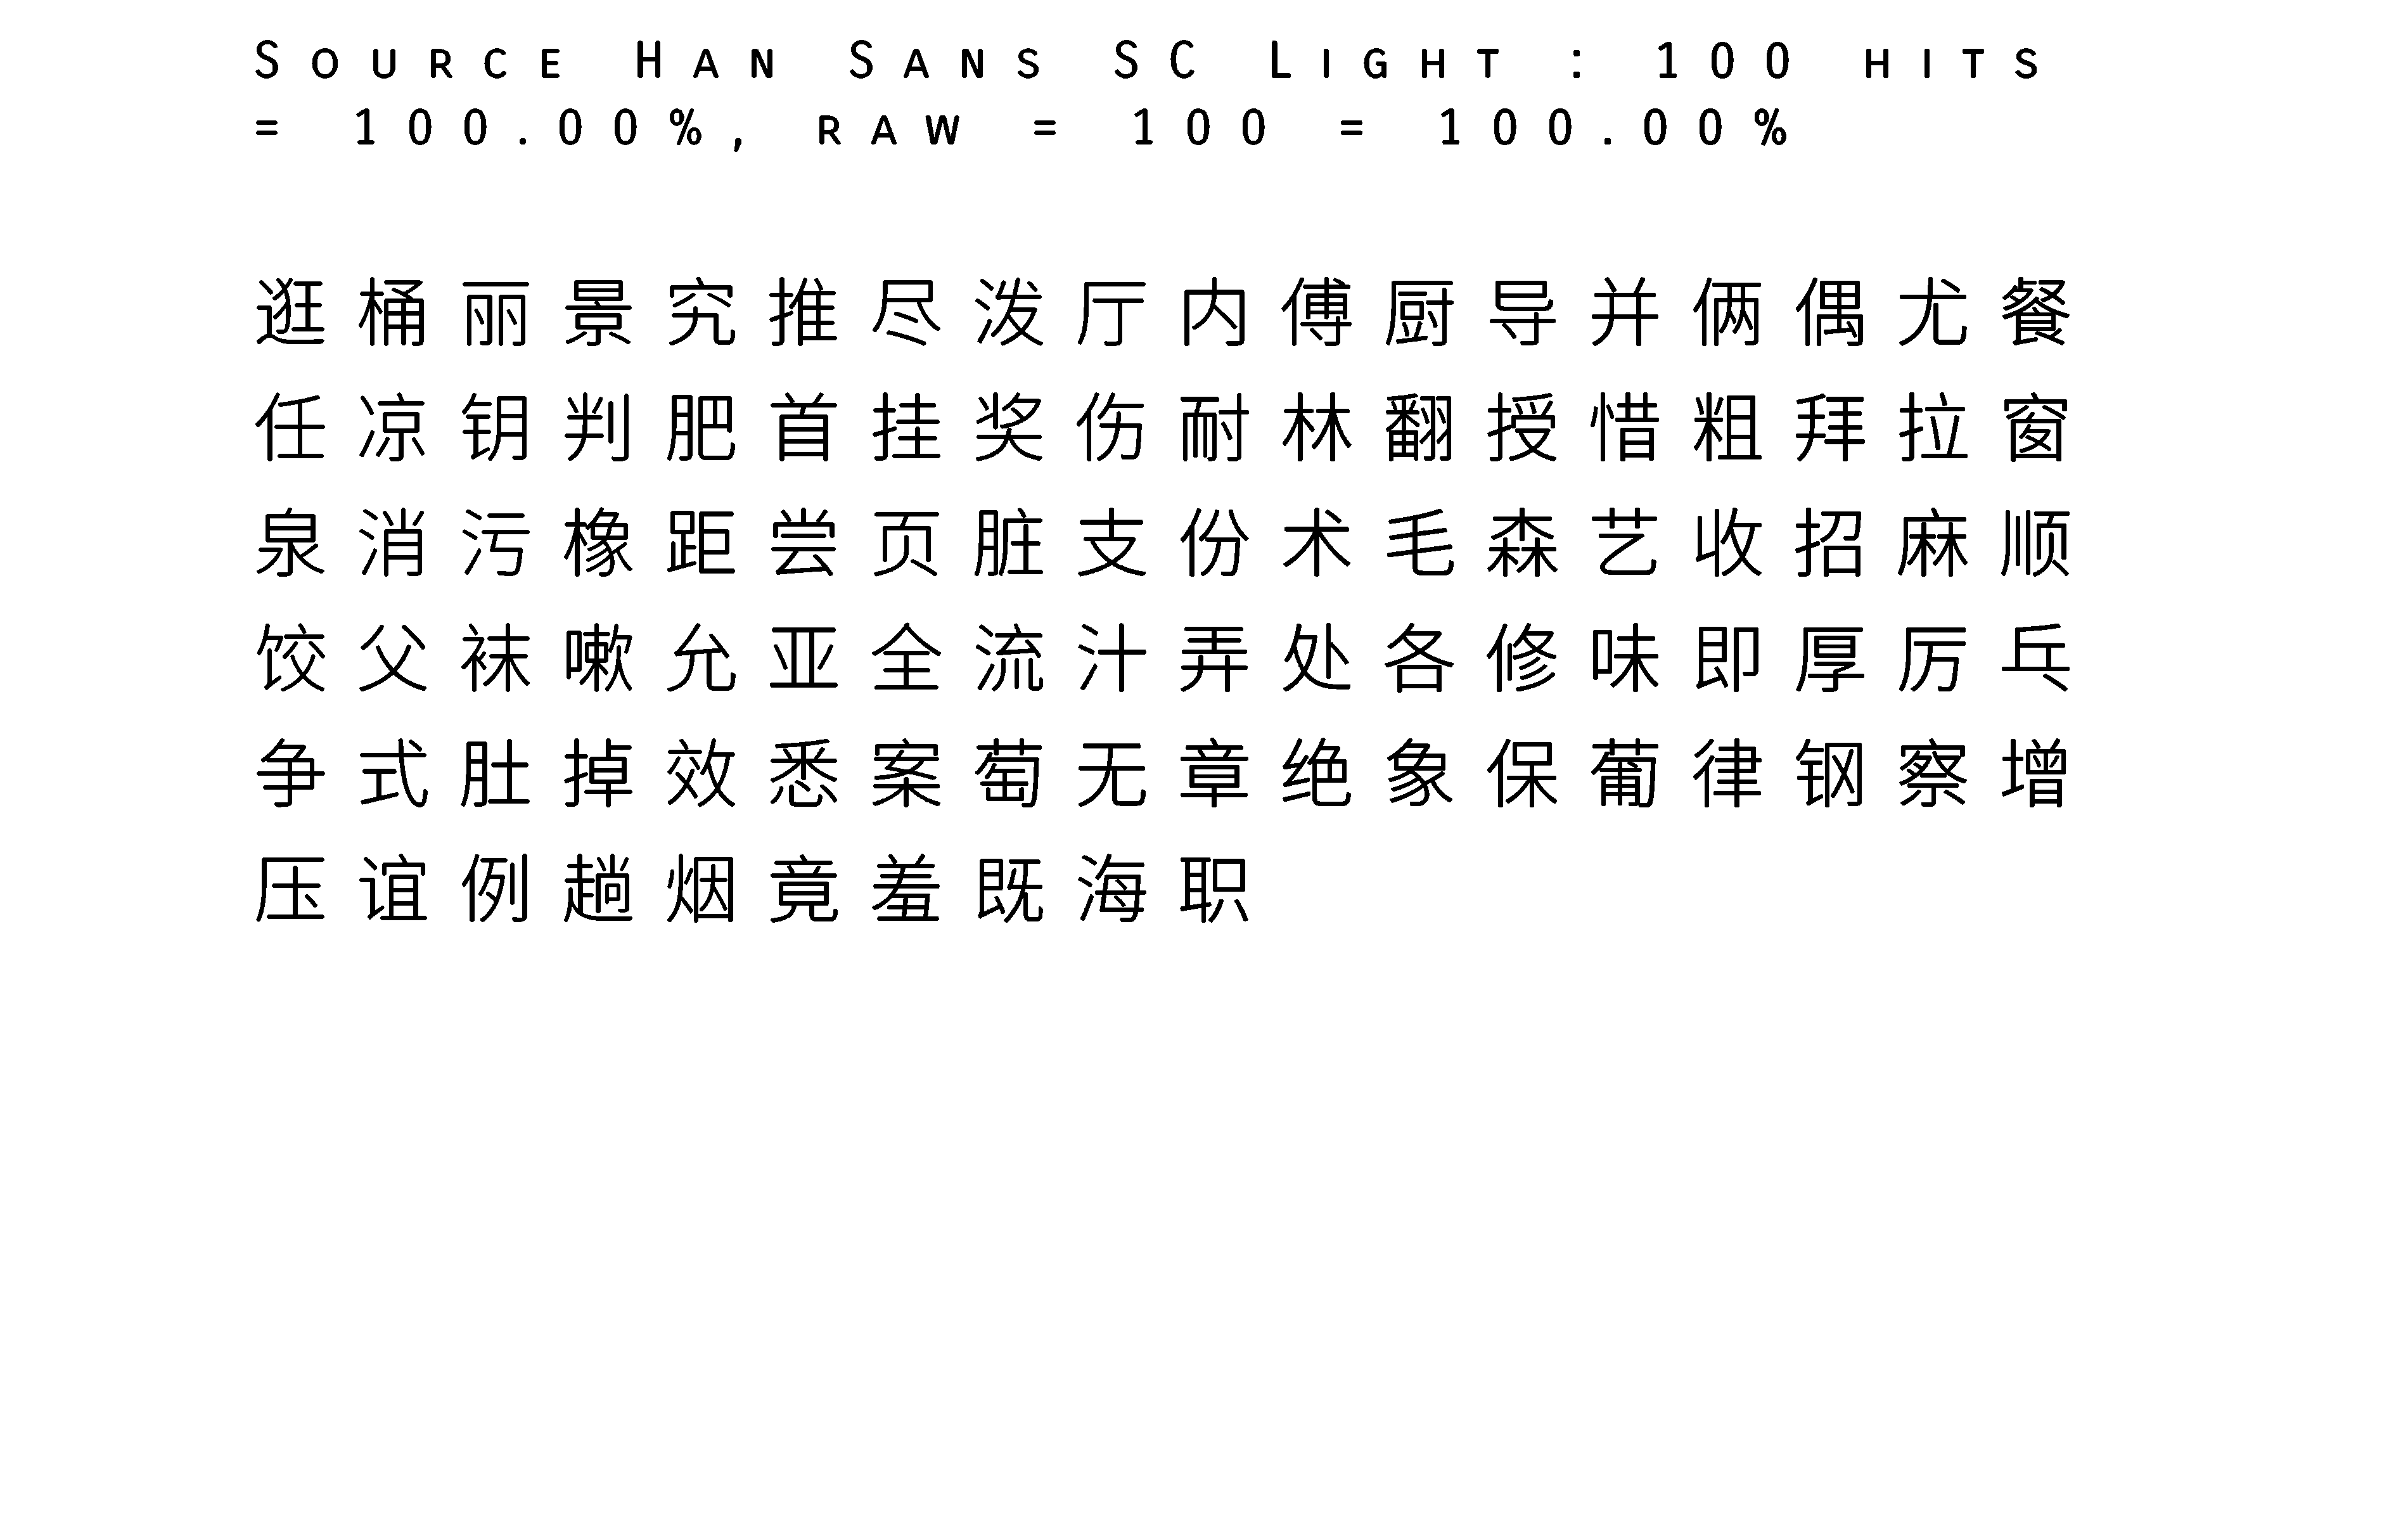 Source Han Sans SC Light : 100 hits
= 100.00%, raw = 100 = 100.00%
逛桶丽景究推尽泼厅内傅厨导并俩偶尤餐
任凉钥判肥首挂奖伤耐林翻授惜粗拜拉窗
泉消污橡距尝页脏支份术毛森艺收招麻顺
饺父袜嗽允亚全流汁弄处各修味即厚厉乒
争式肚掉效悉案萄无章绝象保葡律钢察增
压谊例趟烟竟羞既海职